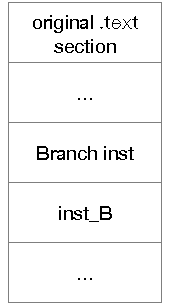 original .text
section
...
Branch inst
inst_B
...